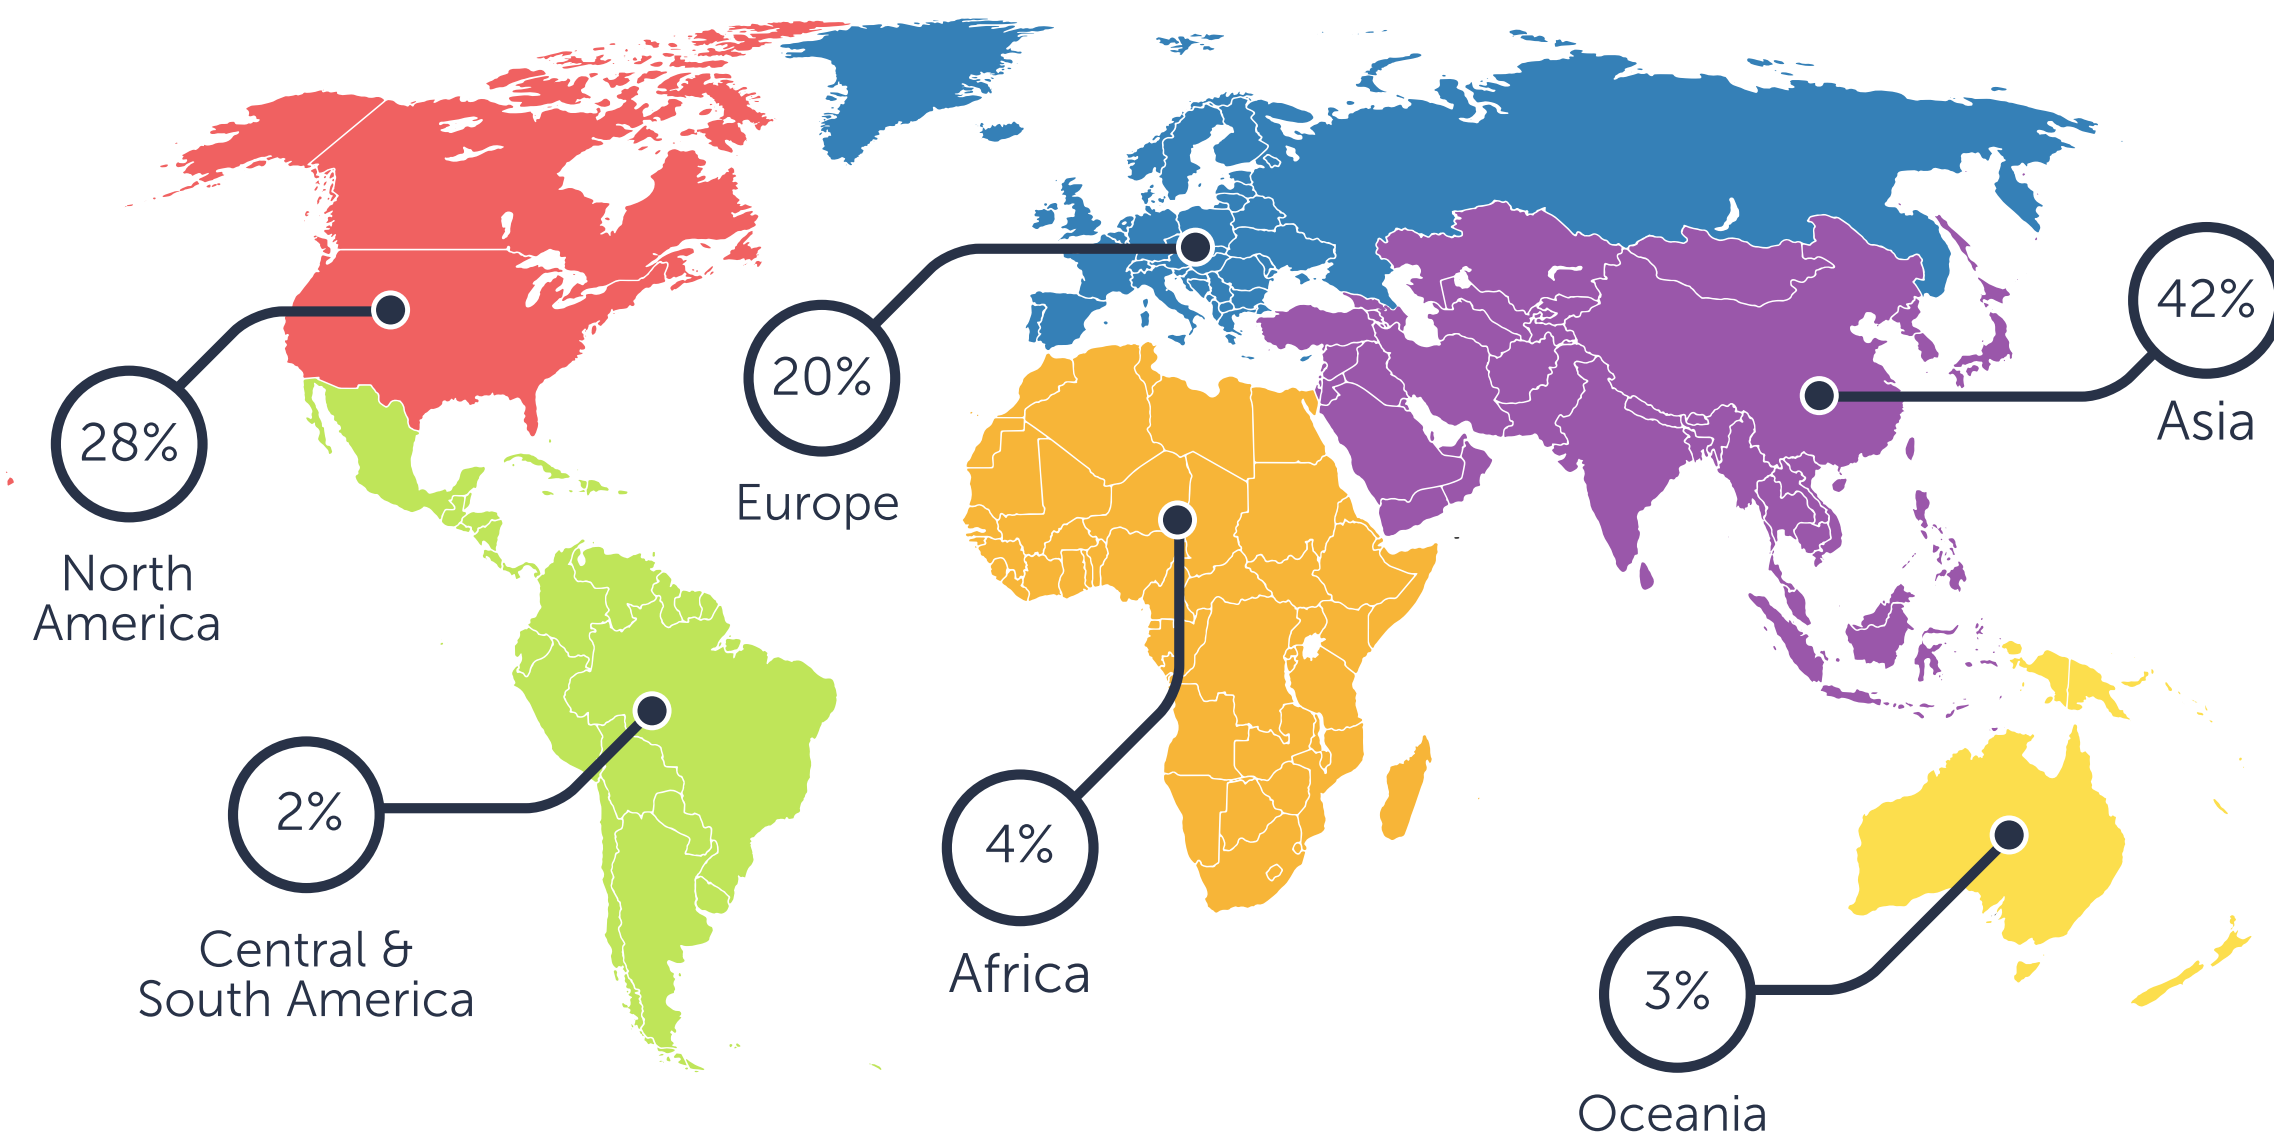 28%
North
America
20%
Europe
42%
Asia
2%
Central &
South America
4%
Africa
3%
Oceania